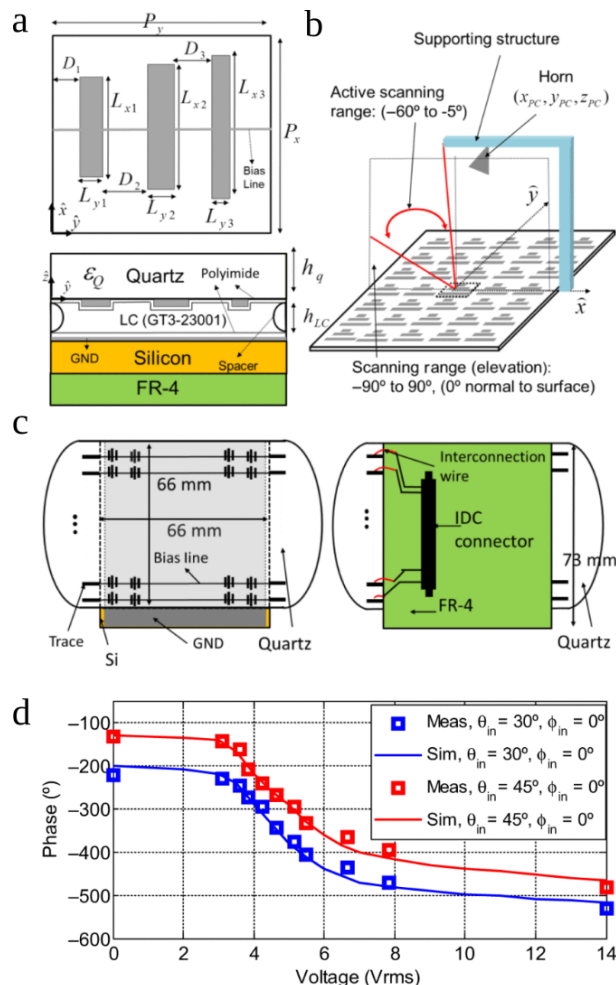 a
P_y
D_1
D_3
L_x1
L_x2
L_x3
P_x
L_y1
D_2
L_y2
L_y3
Bias
Line
x̂
ŷ
ẑ
ε_Q
Quartz
h_q
Polyimide
ŷ
LC (GT3-23001)
h_LC
GND
Silicon
Spacer
FR-4
b
Supporting structure
Horn
(x_PC, y_PC, z_PC)
Active scanning
range: (–60º to -5º)
ŷ
x̂
Scanning range (elevation):
–90º to 90º, (0º normal to surface)
c
66 mm
66 mm
Bias line
Trace
Si
GND
Quartz
Interconnection
wire
IDC
connector
73 mm
FR-4
Quartz
d
Phase (º)
–100
–200
–300
–400
–500
–600
0
2
4
6
8
10
12
14
Voltage (Vrms)
Meas, θ_in = 30º, ϕ_in = 0º
Sim, θ_in = 30º, ϕ_in = 0º
Meas, θ_in = 45º, ϕ_in = 0º
Sim, θ_in = 45º, ϕ_in = 0º